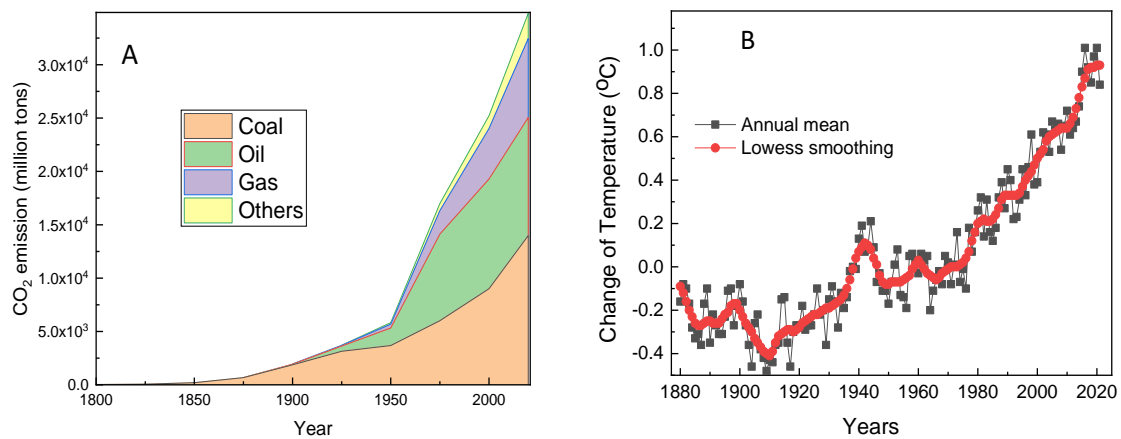 A
CO2 emission (million tons)
3.0x10^4
2.5x10^4
2.0x10^4
1.5x10^4
1.0x10^4
5.0x10^3
0.0
Coal
Oil
Gas
Others
1800 1850 1900 1950 2000
Year
B
Change of Temperature (⁰C)
1.0
0.8
0.6
0.4
0.2
0.0
-0.2
-0.4
Annual mean
Lowess smoothing
1880 1900 1920 1940 1960 1980 2000 2020
Years